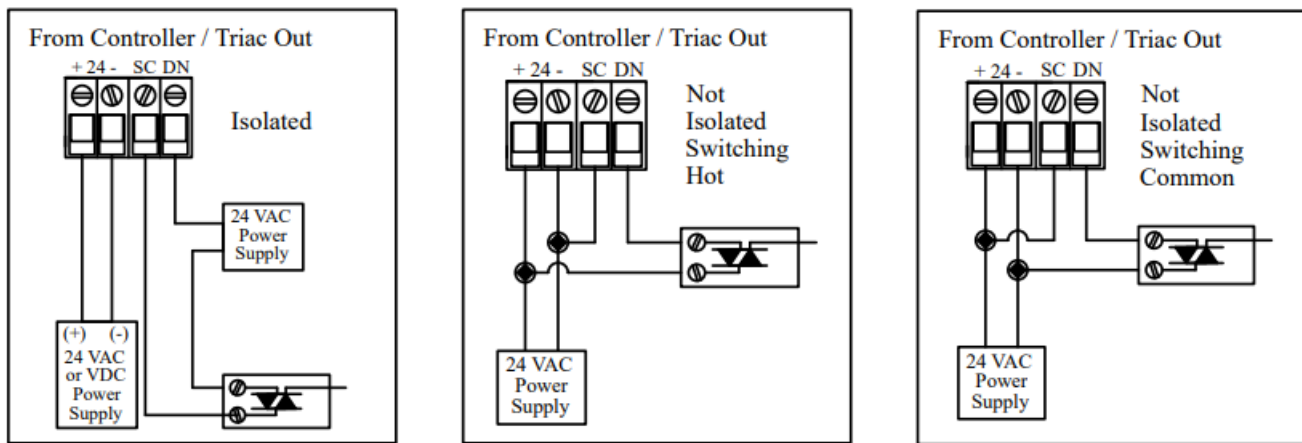 From Controller / Triac Out
+ 24 - SC DN
Isolated
24 VAC
Power
Supply
(+) (-)
24 VAC
or VDC
Power
Supply
From Controller / Triac Out
+ 24 - SC DN
Not
Isolated
Switching
Hot
24 VAC
Power
Supply
From Controller / Triac Out
+ 24 - SC DN
Not
Isolated
Switching
Common
24 VAC
Power
Supply